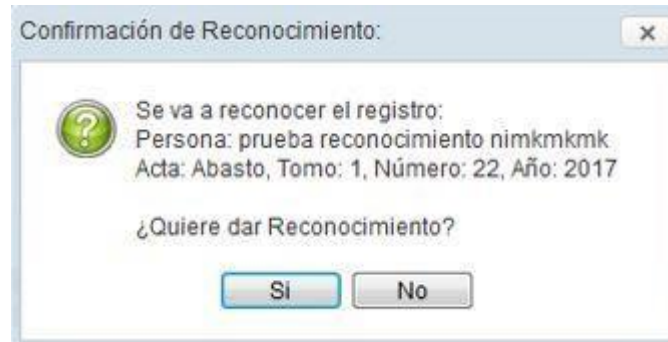 Confirmación de Reconocimiento:
Se va a reconocer el registro:
Persona: prueba reconocimiento nimkmkmk
Acta: Abasto, Tomo: 1, Número: 22, Año: 2017
¿Quiere dar Reconocimiento?
Si No